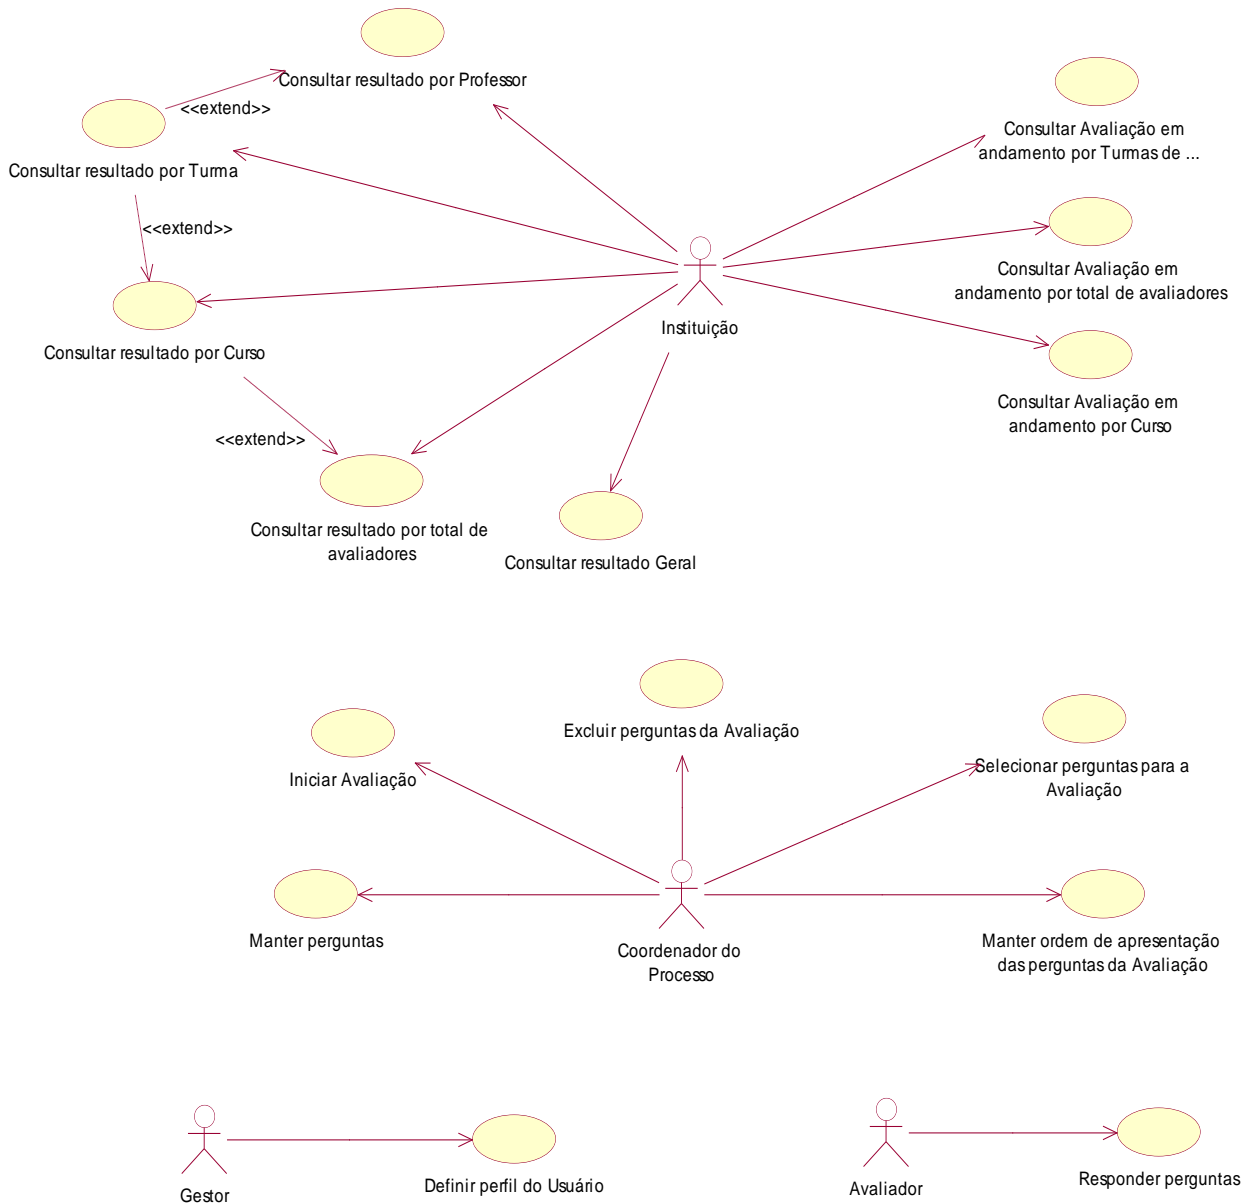 Consultar resultado por Professor
<<extend>>
Consultar resultado por Turma
<<extend>>
Consultar resultado por Curso
<<extend>>
Consultar resultado por total de
avaliadores
Consultar resultado Geral
Instituição
Consultar Avaliação em
andamento por Turmas de ...
Consultar Avaliação em
andamento por total de avaliadores
Consultar Avaliação em
andamento por Curso
Excluir perguntas da Avaliação
Iniciar Avaliação
Selecionar perguntas para a
Avaliação
Manter perguntas
Coordenador do
Processo
Manter ordem de apresentação
das perguntas da Avaliação
Gestor
Definir perfil do Usuário
Avaliador
Responder perguntas